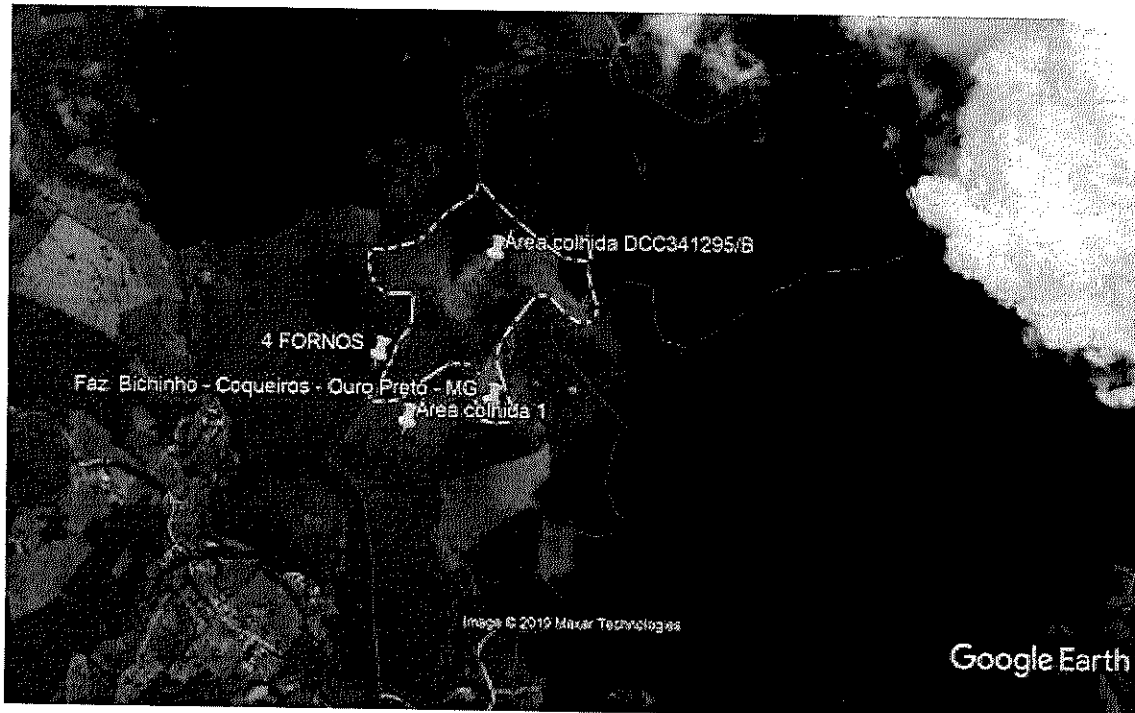 Área colhida DCC341295/B
4 FORNOS
Faz. Bichinho - Coqueiros - Ouro Preto - MG
Área colhida 1
Image © 2019 Maxar Technologies
Google Earth